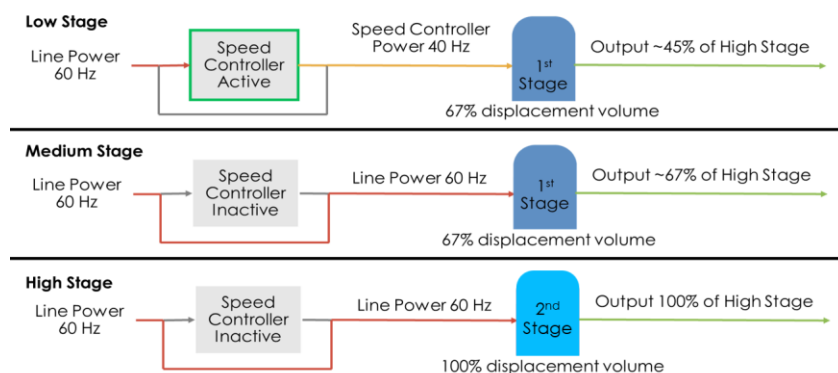 Low Stage
Line Power
60 Hz
Speed
Controller
Active
Speed Controller
Power 40 Hz
1st
Stage
67% displacement volume
Output ~45% of High Stage
Medium Stage
Line Power
60 Hz
Speed
Controller
Inactive
Line Power 60 Hz
1st
Stage
67% displacement volume
Output ~67% of High Stage
High Stage
Line Power
60 Hz
Speed
Controller
Inactive
Line Power 60 Hz
2nd
Stage
100% displacement volume
Output 100% of High Stage